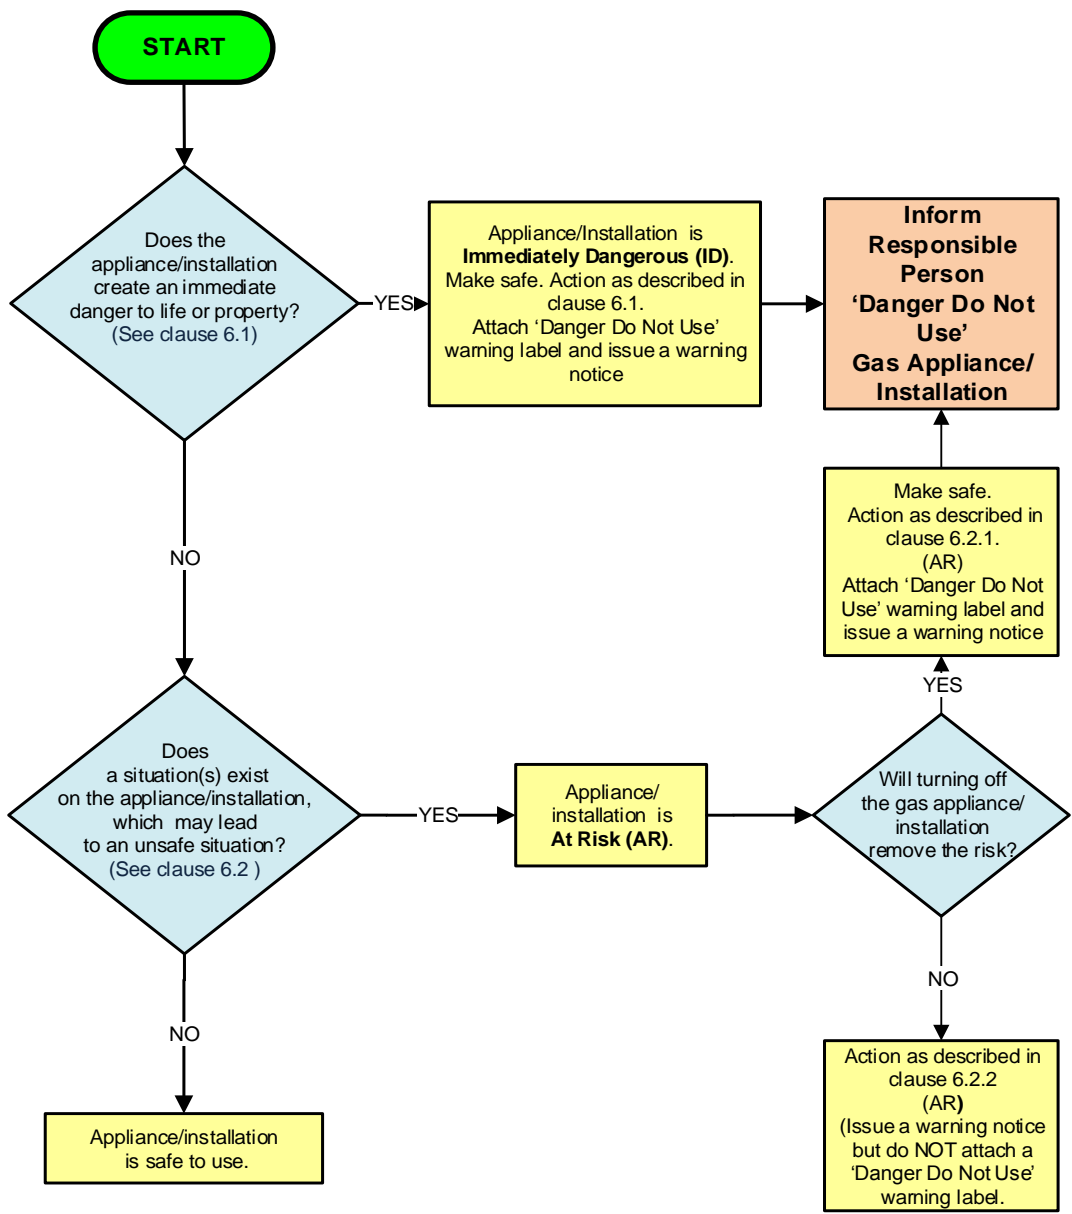 START
Does the
appliance/installation
create an immediate
danger to life or property?
(See clause 6.1)
YES
Appliance/Installation is
Immediately Dangerous (ID).
Make safe. Action as described in
clause 6.1.
Attach ‘Danger Do Not Use’
warning label and issue a warning
notice
Inform
Responsible
Person
‘Danger Do Not
Use’
Gas Appliance/
Installation
NO
Does
a situation(s) exist
on the appliance/installation,
which may lead
to an unsafe situation?
(See clause 6.2 )
YES
Appliance/
installation is
At Risk (AR).
Will turning off
the gas appliance/
installation
remove the risk?
YES
Make safe.
Action as described in
clause 6.2.1.
(AR)
Attach ‘Danger Do Not
Use’ warning label and
issue a warning notice
NO
Action as described in
clause 6.2.2
(AR)
(Issue a warning notice
but do NOT attach a
‘Danger Do Not Use’
warning label.
NO
Appliance/installation
is safe to use.